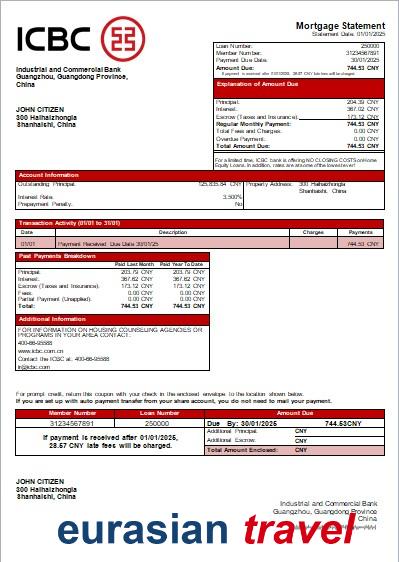 ICBC
Mortgage Statement
Statement Date: 01/01/2025
Loan Number: 250000
Member Number: 31234567891
Payment Due Date: 30/01/2025
Amount Due: 744.53 CNY
If payment is received after 01/01/2025, 28.57 CNY late fees will be charged.
Industrial and Commercial Bank
Guangzhou, Guangdong Province,
China
Explanation of Amount Due
Principal: 204.39 CNY
Interest: 367.02 CNY
Escrow (Taxes and Insurance): 173.12 CNY
Regular Monthly Payment: 744.53 CNY
Total Fees and Charges: 0.00 CNY
Overdue Payment: 0.00 CNY
Total Amount Due: 744.53 CNY
JOHN CITIZEN
300 Haihaizhongla
Shanhaishi, China
For a limited time, ICBC bank is offering NO CLOSING COSTS on Home
Equity Loans. In addition, rates are at some of the lowest ever!
Account Information
Outstanding Principal: 125,835.84 CNY
Interest Rate: 3.500%
Prepayment Penalty: No
Property Address: 300 Haihaizhongla
Shanhaishi, China
Transaction Activity (01/01 to 31/01)
Date Description Charges Payments
01/01 Payment Received Due Date 30/01/25 744.53 CNY
Past Payments Breakdown
Paid Last Month Paid Year To Date
Principal: 203.79 CNY 203.79 CNY
Interest: 367.62 CNY 367.62 CNY
Escrow (Taxes and Insurance): 173.12 CNY 173.12 CNY
Fees: 0.00 CNY 0.00 CNY
Partial Payment (Unapplied): 0.00 CNY 0.00 CNY
Total: 744.53 CNY 744.53 CNY
Additional Information
FOR INFORMATION ON HOUSING COUNSELING AGENCIES OR
PROGRAMS IN YOUR AREA CONTACT:
400-66-95588
www.icbc.com.cn
Contact the ICBC at: 400-66-95588
ir@icbc.com
For prompt credit, return this coupon with your check in the enclosed envelope to the location shown below.
If you are set up with auto payment transfer from your share account, you do not need to mail your payment.
Member Number Loan Number Amount Due
31234567891 250000 Due By: 30/01/2025 744.53CNY
If payment is received after 01/01/2025,
28.57 CNY late fees will be charged.
Additional Principal: CNY
Additional Escrow: CNY
Total Amount Enclosed: CNY
JOHN CITIZEN
300 Haihaizhongla
Shanhaishi, China
Industrial and Commercial Bank
Guangzhou, Guangdong Province
China
eurasian travel